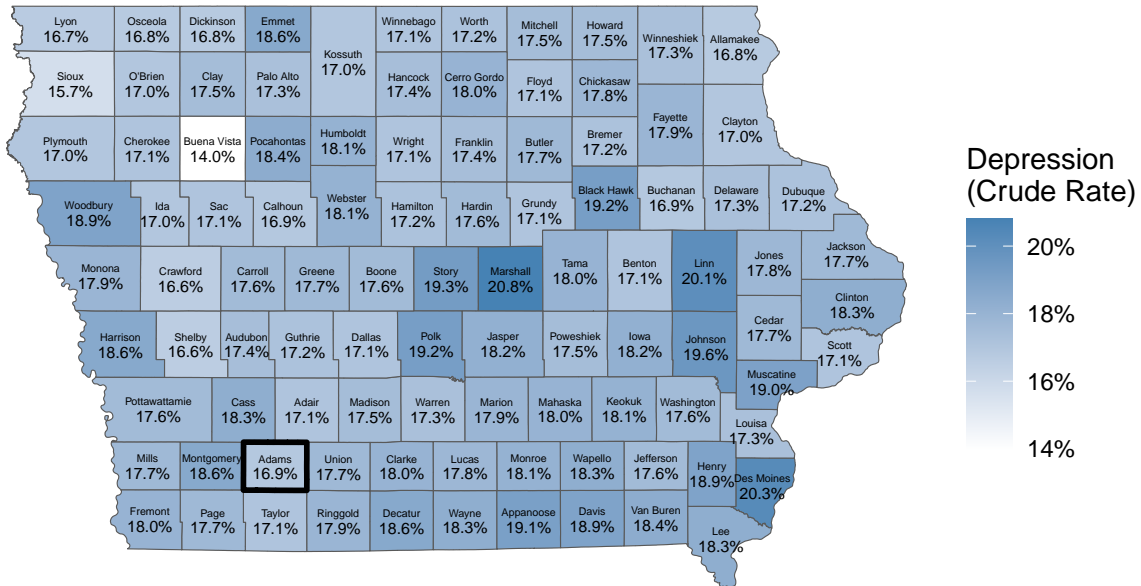 Lyon
16.7%
Osceola
16.8%
Dickinson
16.8%
Emmet
18.6%
Kossuth
17.0%
Winnebago
17.1%
Worth
17.2%
Mitchell
17.5%
Howard
17.5%
Winneshiek
17.3%
Allamakee
16.8%
Sioux
15.7%
O'Brien
17.0%
Clay
17.5%
Palo Alto
17.3%
Hancock
17.4%
Cerro Gordo
18.0%
Floyd
17.1%
Chickasaw
17.8%
Fayette
17.9%
Clayton
17.0%
Plymouth
17.0%
Cherokee
17.1%
Buena Vista
14.0%
Pocahontas
18.4%
Humboldt
18.1%
Wright
17.1%
Franklin
17.4%
Butler
17.7%
Bremer
17.2%
Woodbury
18.9%
Ida
17.0%
Sac
17.1%
Calhoun
16.9%
Webster
18.1%
Hamilton
17.2%
Hardin
17.6%
Grundy
17.1%
Black Hawk
19.2%
Buchanan
16.9%
Delaware
17.3%
Dubuque
17.2%
Monona
17.9%
Crawford
16.6%
Carroll
17.6%
Greene
17.7%
Boone
17.6%
Story
19.3%
Marshall
20.8%
Tama
18.0%
Benton
17.1%
Linn
20.1%
Jones
17.8%
Jackson
17.7%
Clinton
18.3%
Harrison
18.6%
Shelby
16.6%
Audubon
17.4%
Guthrie
17.2%
Dallas
17.1%
Polk
19.2%
Jasper
18.2%
Poweshiek
17.5%
Iowa
18.2%
Johnson
19.6%
Cedar
17.7%
Scott
17.1%
Muscatine
19.0%
Pottawattamie
17.6%
Cass
18.3%
Adair
17.1%
Madison
17.5%
Warren
17.3%
Marion
17.9%
Mahaska
18.0%
Keokuk
18.1%
Washington
17.6%
Louisa
17.3%
Mills
17.7%
Montgomery
18.6%
Adams
16.9%
Union
17.7%
Clarke
18.0%
Lucas
17.8%
Monroe
18.1%
Wapello
18.3%
Jefferson
17.6%
Henry
18.9%
Des Moines
20.3%
Fremont
18.0%
Page
17.7%
Taylor
17.1%
Ringgold
17.9%
Decatur
18.6%
Wayne
18.3%
Appanoose
19.1%
Davis
18.9%
Van Buren
18.4%
Lee
18.3%
Depression
(Crude Rate)
20%
18%
16%
14%